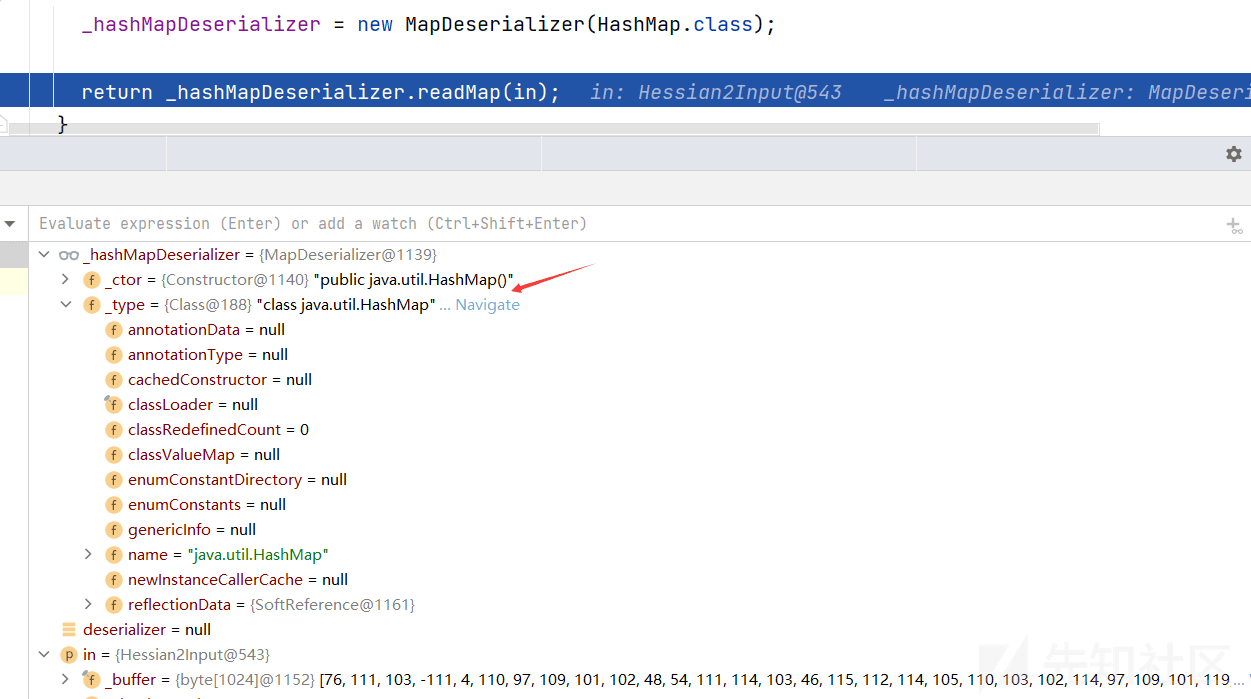 _hashMapDeserializer = new MapDeserializer(HashMap.class);
return _hashMapDeserializer.readMap(in); in: Hessian2Input@543 _hashMapDeserializer:
}
Evaluate expression (Enter) or add a watch (Ctrl+Shift+Enter)
_hashMapDeserializer = {MapDeserializer@1139}
f _ctor = {Constructor@1140} "public java.util.HashMap()"
f _type = {Class@188} "class java.util.HashMap" ... Navigate
f annotationData = null
f annotationType = null
f cachedConstructor = null
f classLoader = null
f classRedefinedCount = 0
f classValueMap = null
f enumConstantDirectory = null
f enumConstants = null
f genericInfo = null
f name = "java.util.HashMap"
f newInstanceCallerCache = null
f reflectionData = {SoftReference@1161}
deserializer = null
p in = {Hessian2Input@543}
f _buffer = {byte[1024]@1152} [76, 111, 103, -111, 4, 110, 97, 109, 101, 102, 48, 54, 111, 114, 103, 46, 115, 112, 114, 105, 110, 103, 102, 114, 97, 109, 101, 119 ...
先知社区